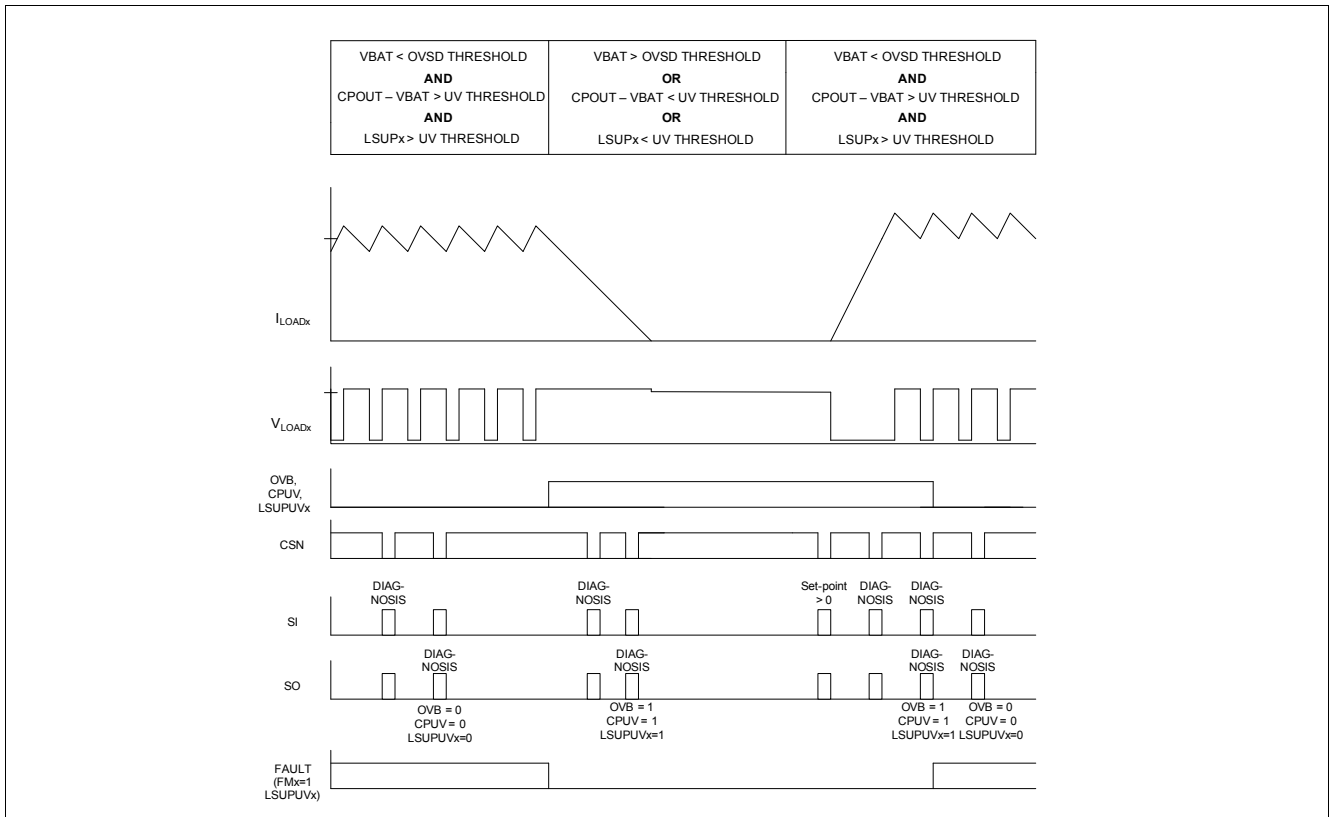 VBAT < OVSD THRESHOLD
AND
CPOUT – VBAT > UV THRESHOLD
AND
LSUPx > UV THRESHOLD
VBAT > OVSD THRESHOLD
OR
CPOUT – VBAT < UV THRESHOLD
OR
LSUPx < UV THRESHOLD
VBAT < OVSD THRESHOLD
AND
CPOUT – VBAT > UV THRESHOLD
AND
LSUPx > UV THRESHOLD
ILOADx
VLOADx
OVB,
CPUV,
LSUPUVx
CSN
DIAG-
NOSIS
DIAG-
NOSIS
Set-point
> 0
DIAG-
NOSIS
DIAG-
NOSIS
SI
DIAG-
NOSIS
DIAG-
NOSIS
DIAG-
NOSIS
DIAG-
NOSIS
SO
OVB = 0
CPUV = 0
LSUPUVx=0
OVB = 1
CPUV = 1
LSUPUVx=1
OVB = 1
CPUV = 1
LSUPUVx=1
OVB = 0
CPUV = 0
LSUPUVx=0
FAULT
(FMx=1
LSUPUVx)